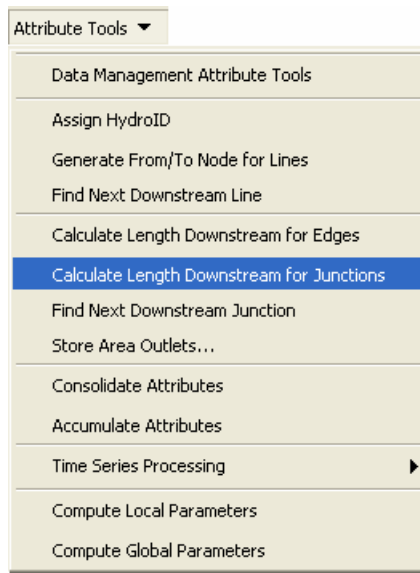 Attribute Tools
Data Management Attribute Tools
Assign HydroID
Generate From/To Node for Lines
Find Next Downstream Line
Calculate Length Downstream for Edges
Calculate Length Downstream for Junctions
Find Next Downstream Junction
Store Area Outlets...
Consolidate Attributes
Accumulate Attributes
Time Series Processing
Compute Local Parameters
Compute Global Parameters